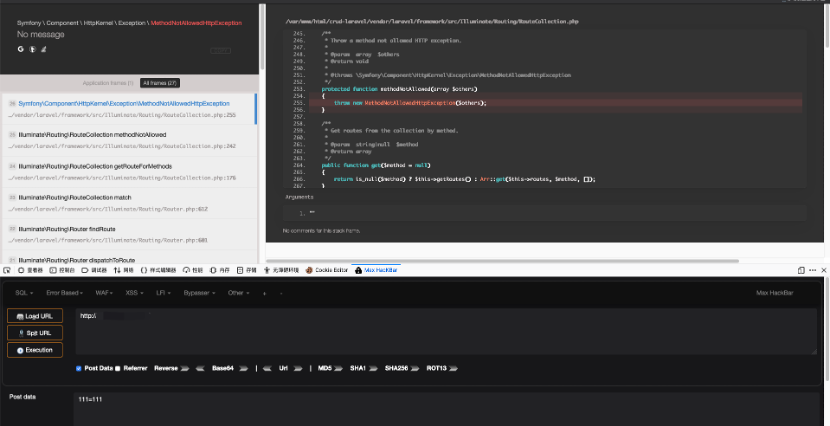 Symfony \ Component \ HttpKernel \ Exception \ MethodNotAllowedHttpException
No message
Application frames (1) All frames (27)
26 Symfony\Component\HttpKernel\Exception\MethodNotAllowedHttpException
…/vendor/laravel/framework/src/Illuminate/Routing/RouteCollection.php:255
25 Illuminate\Routing\RouteCollection methodNotAllowed
…/vendor/laravel/framework/src/Illuminate/Routing/RouteCollection.php:242
24 Illuminate\Routing\RouteCollection getRouteForMethods
…/vendor/laravel/framework/src/Illuminate/Routing/RouteCollection.php:176
23 Illuminate\Routing\RouteCollection match
…/vendor/laravel/framework/src/Illuminate/Routing/Router.php:612
22 Illuminate\Routing\Router findRoute
…/vendor/laravel/framework/src/Illuminate/Routing/Router.php:601
21 Illuminate\Routing\Router dispatchToRoute
/var/www/html/crud-laravel/vendor/laravel/framework/src/Illuminate/Routing/RouteCollection.php
245. /**
246. * Throw a method not allowed HTTP exception.
247. *
248. * @param array $others
249. * @return void
250. *
251. * @throws \Symfony\Component\HttpKernel\Exception\MethodNotAllowedHttpException
252. */
253. protected function methodNotAllowed(array $others)
254. {
255. throw new MethodNotAllowedHttpException($others);
256. }
257.
258. /**
259. * Get routes from the collection by method.
260. *
261. * @param string|null $method
262. * @return array
263. */
264. public function get($method = null)
265. {
266. return is_null($method) ? $this->getRoutes() : Arr::get($this->routes, $method, []);
267. }
Arguments
1. ""
No comments for this stack frame.
查看器 控制台 调试器 网络 {} 样式编辑器 性能 内存 存储 无障碍环境 Cookie Editor Max HackBar
SQL Error Based WAF XSS LFI Bypasser Other + - Max HackBar
Load URL
http://
Split URL
Execution
Post Data Referrer Reverse Base64 | Url | MD5 SHA1 SHA256 ROT13
Post data
111=111